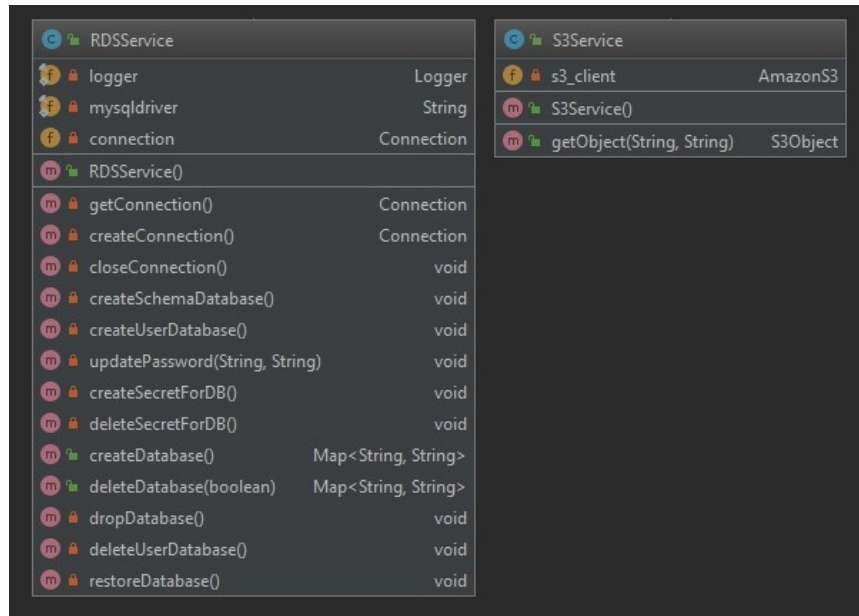 RDSService
logger Logger
mysqldriver String
connection Connection
RDSService()
getConnection() Connection
createConnection() Connection
closeConnection() void
createSchemaDatabase() void
createUserDatabase() void
updatePassword(String, String) void
createSecretForDB() void
deleteSecretForDB() void
createDatabase() Map<String, String>
deleteDatabase(boolean) Map<String, String>
dropDatabase() void
deleteUserDatabase() void
restoreDatabase() void
S3Service
s3_client AmazonS3
S3Service()
getObject(String, String) S3Object